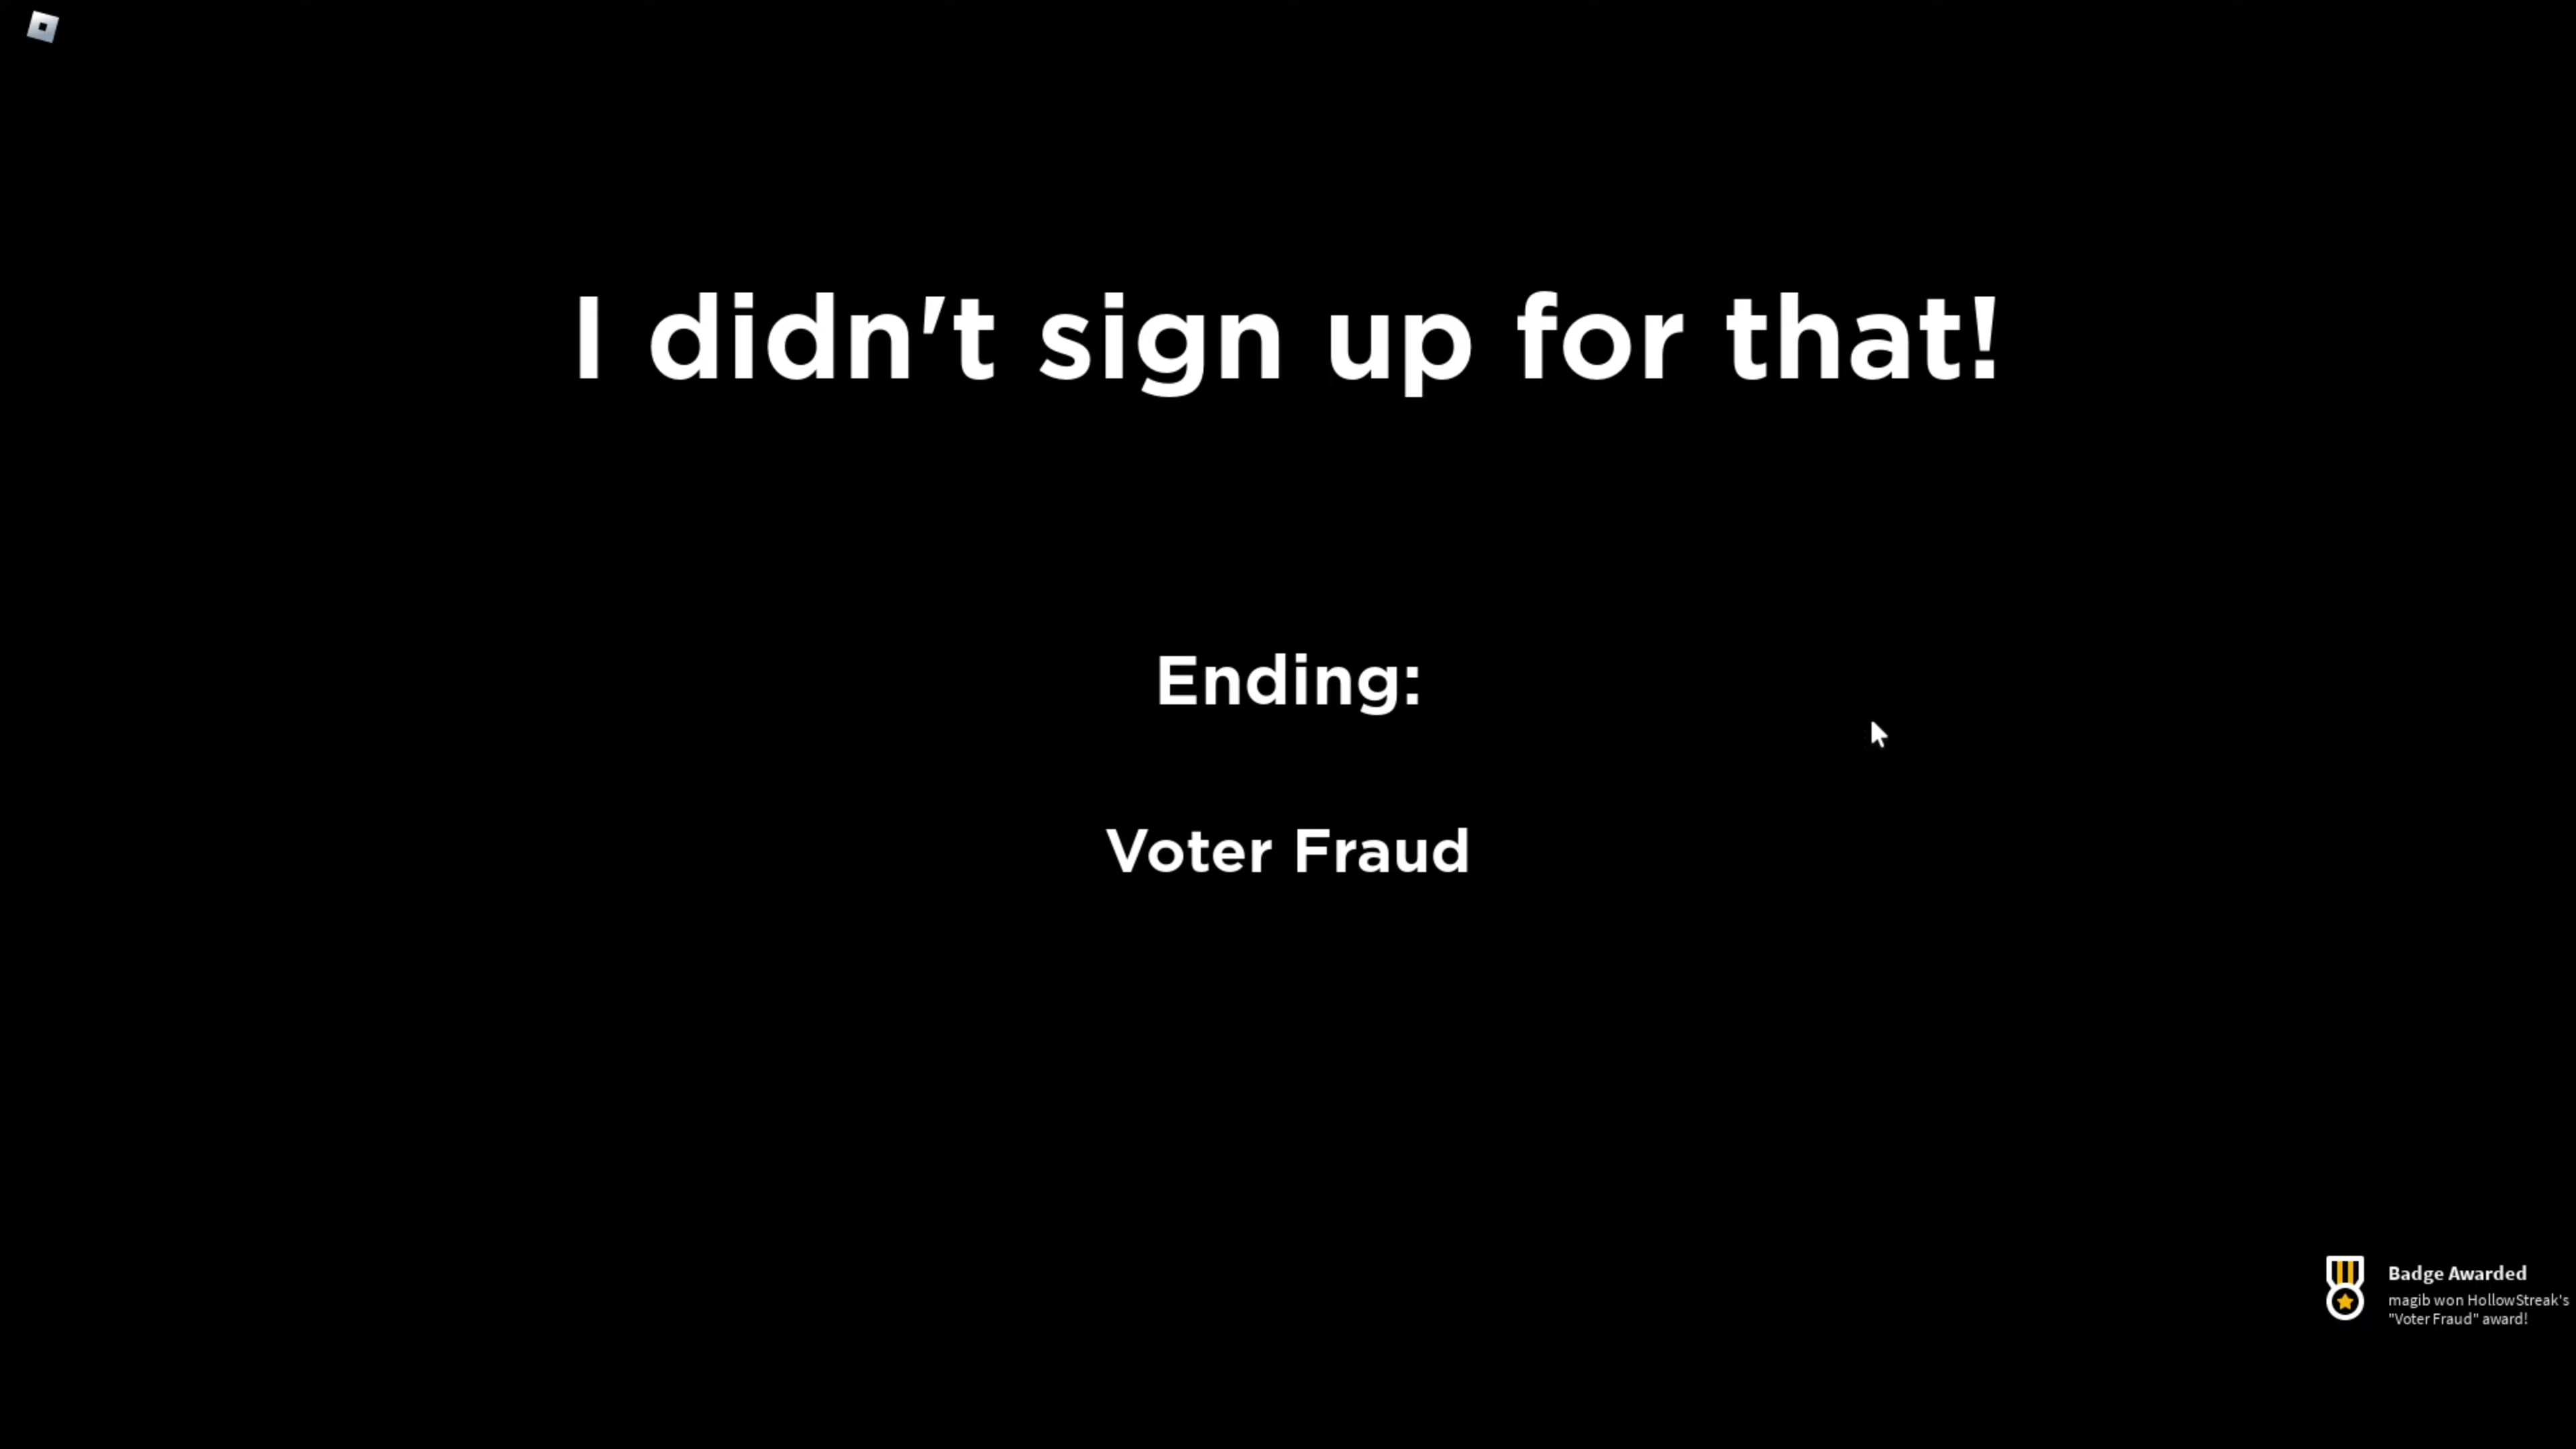 I didn't sign up for that!
Ending:
Voter Fraud
Badge Awarded
magib won HollowStreak's
"Voter Fraud" award!